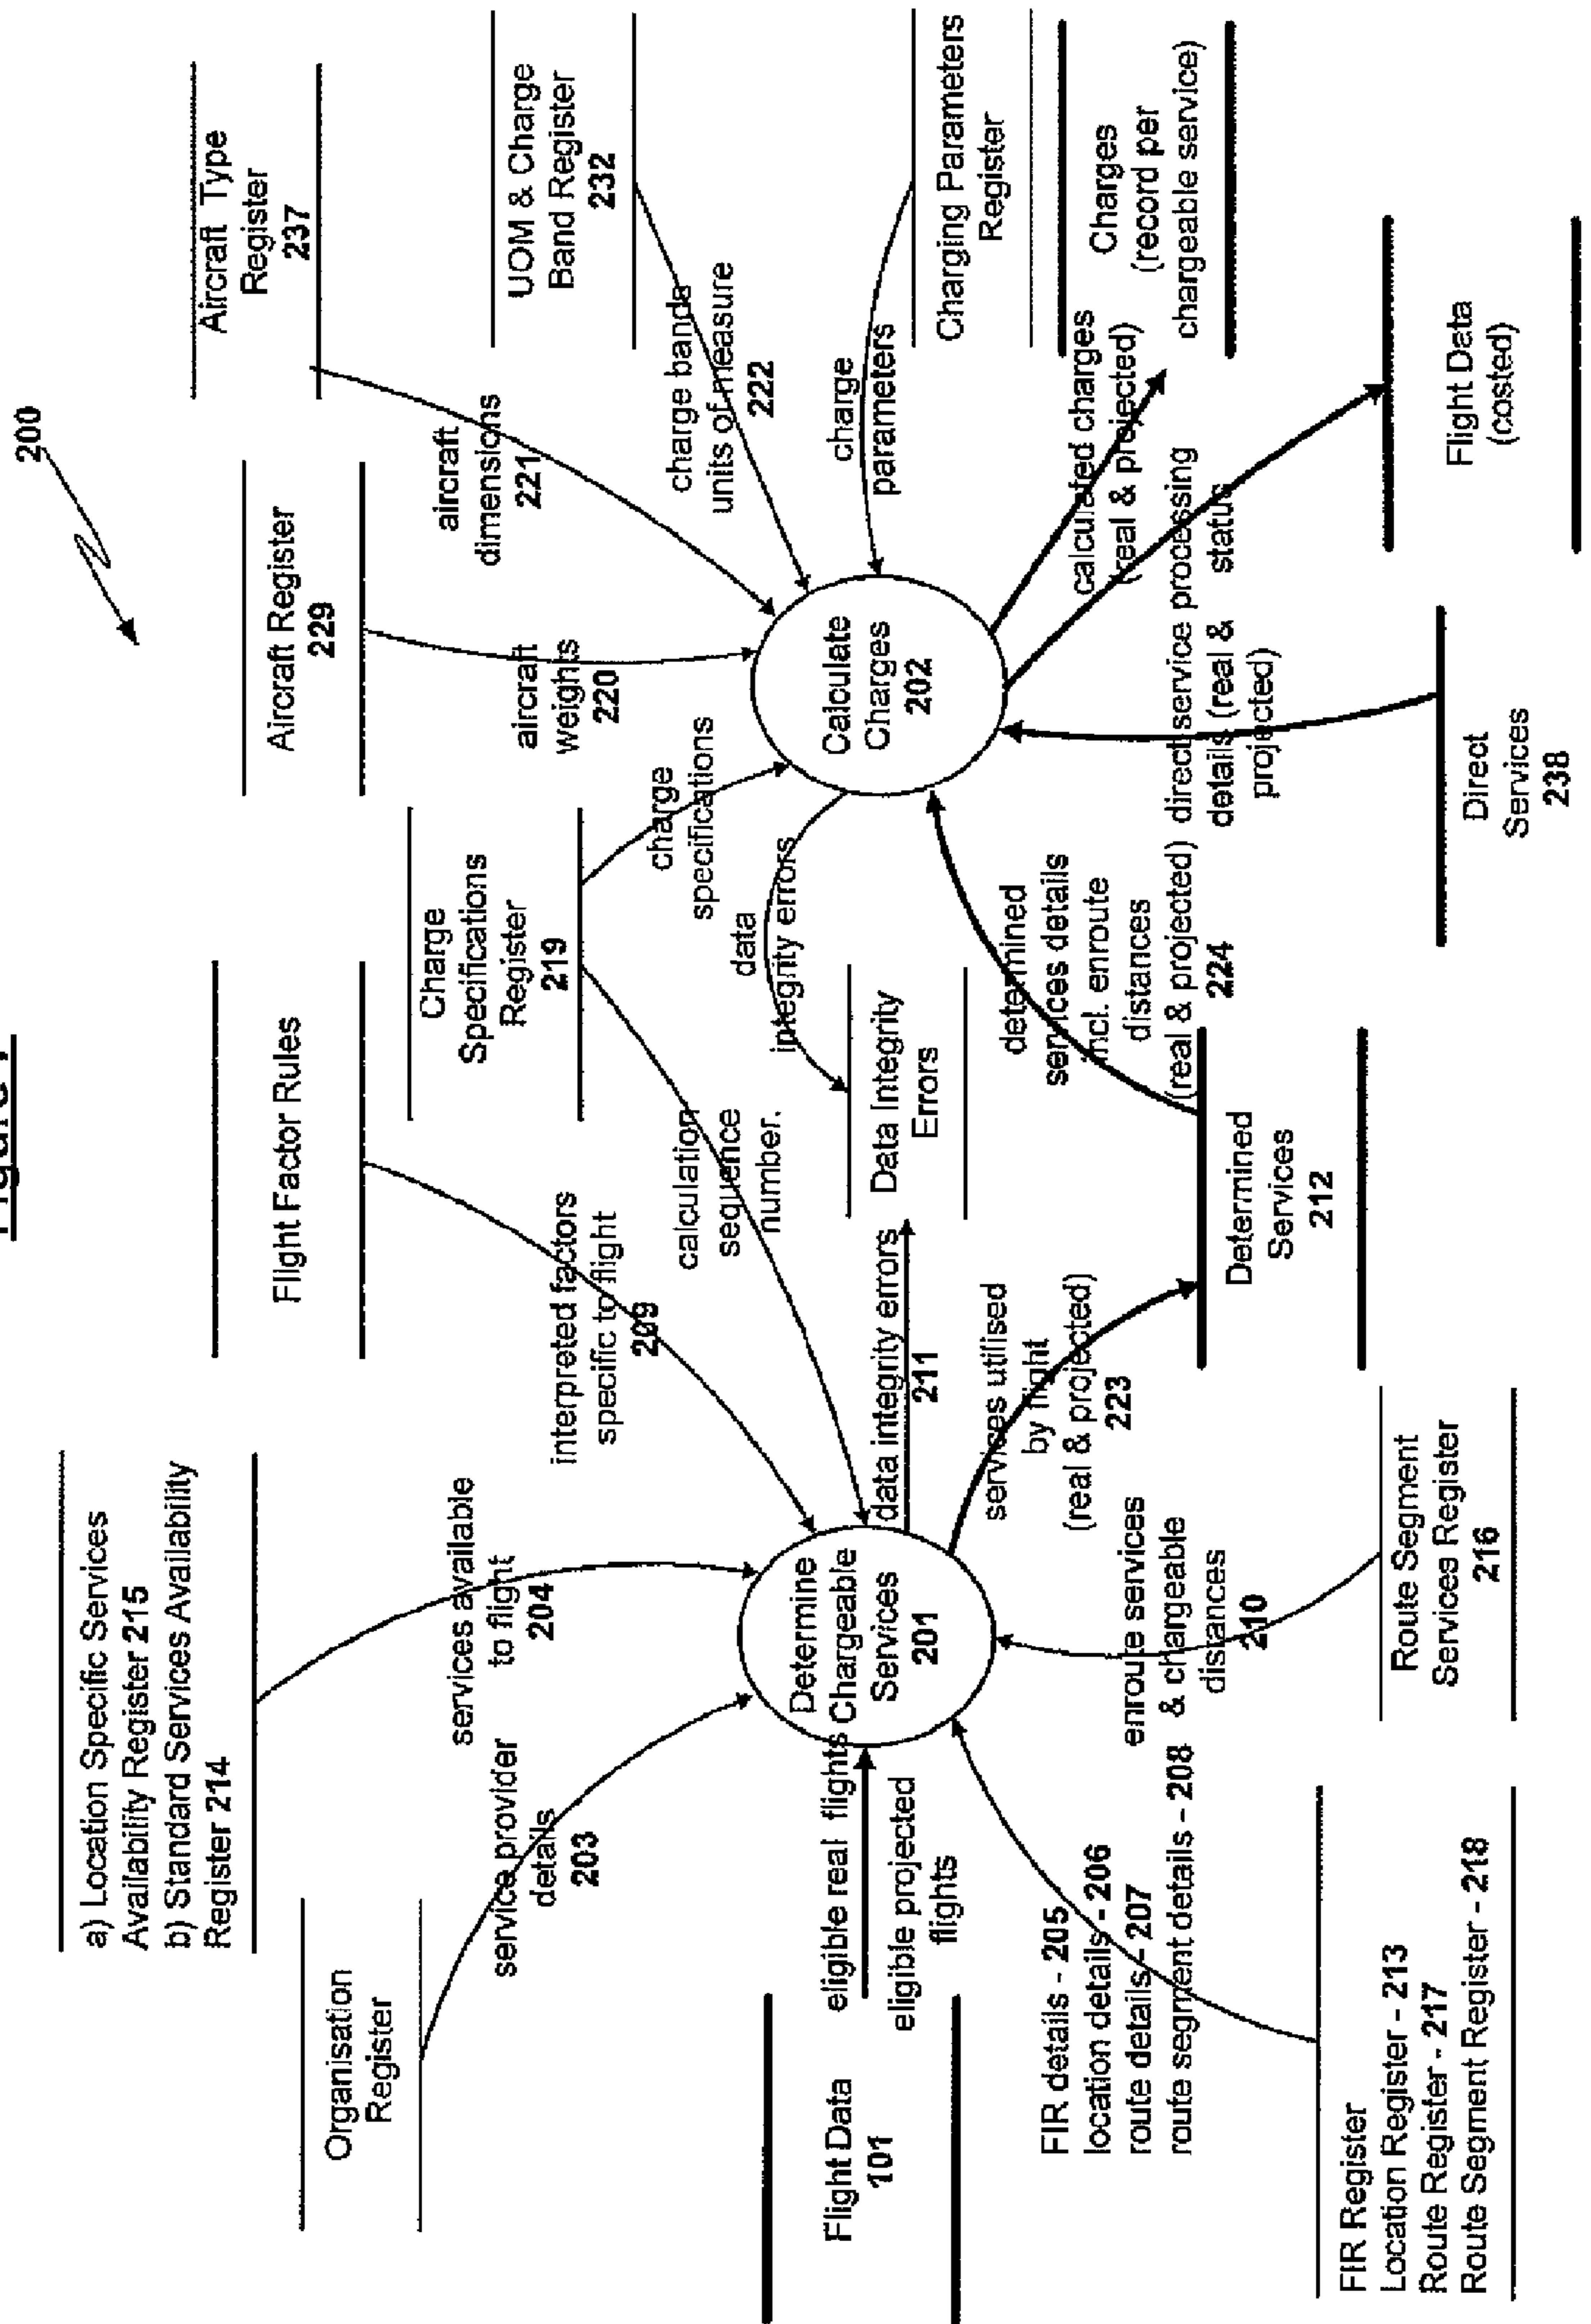 200
a) Location Specific Services
Availability Register 215
b) Standard Services Availability
Register 214
Organisation
Register
Flight Factor Rules
Charge
Specifications
Register
219
Aircraft Register
229
Aircraft Type
Register
237
UOM & Charge
Band Register
232
Charging Parameters
Register
service provider
details
203
services available
to flight
204
interpreted factors
specific to flight
209
calculation
sequence
number.
charge
specifications
aircraft
weights
220
aircraft
dimensions
221
charge bands
units of measure
222
charge
parameters
Flight Data
101
eligible real flights
eligible projected
flights
Determine
Chargeable
Services
201
data integrity errors
211
Data Integrity
Errors
data
integrity errors
Calculate
Charges
202
calculated charges
(real & projected)
Charges
(record per
chargeable service)
services utilised
by flight
(real & projected)
223
determined
services details
incl. enroute
distances
(real & projected)
224
direct service
details (real &
projected)
processing
status
FIR details - 205
location details - 206
route details - 207
route segment details - 208
enroute services
& chargeable
distances
210
FIR Register
Location Register - 213
Route Register - 217
Route Segment Register - 218
Route Segment
Services Register
216
Determined
Services
212
Direct
Services
238
Flight Data
(costed)